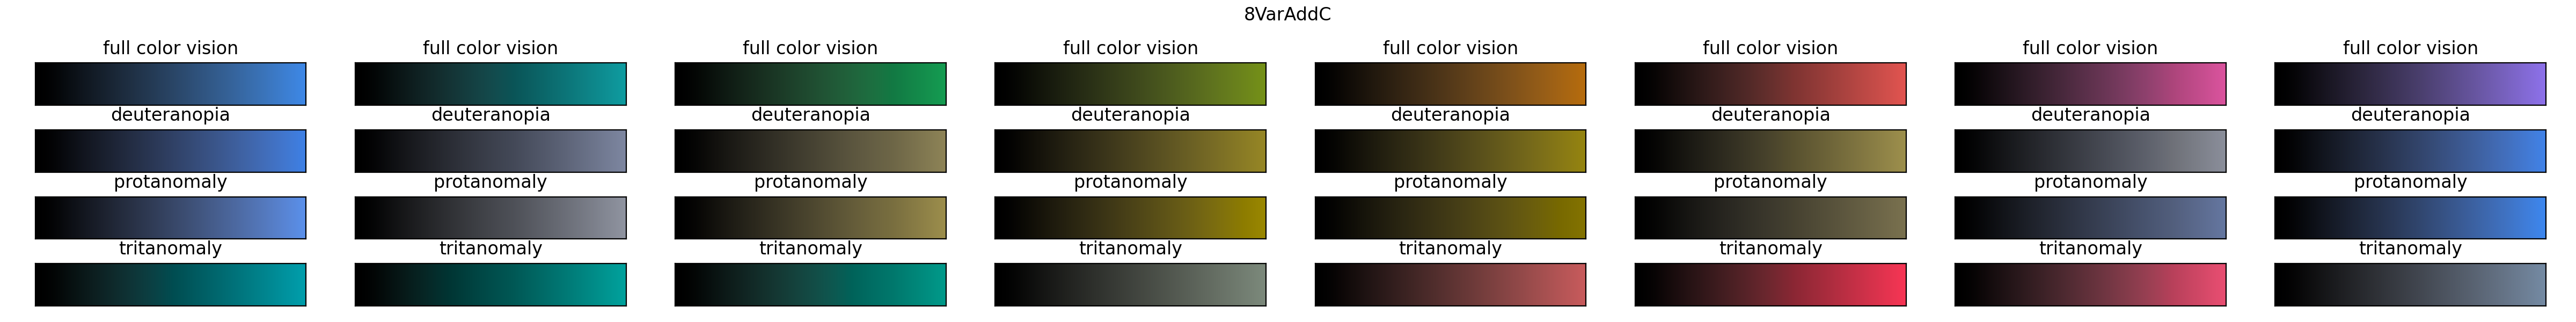 8VarAddC
full color vision full color vision full color vision full color vision full color vision full color vision full color vision full color vision
deuteranopia deuteranopia deuteranopia deuteranopia deuteranopia deuteranopia deuteranopia deuteranopia
protanomaly protanomaly protanomaly protanomaly protanomaly protanomaly protanomaly protanomaly
tritanomaly tritanomaly tritanomaly tritanomaly tritanomaly tritanomaly tritanomaly tritanomaly